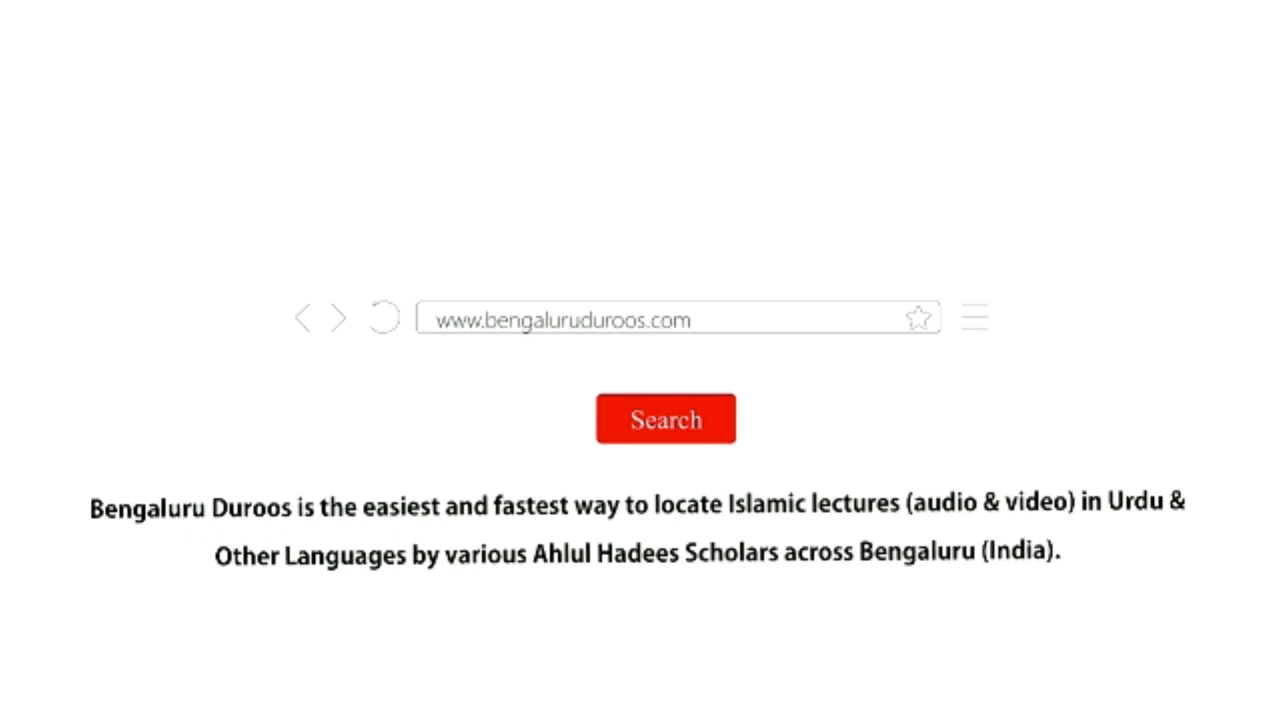 www.bengaluruduroos.com
Search
Bengaluru Duroos is the easiest and fastest way to locate Islamic lectures (audio & video) in Urdu &
Other Languages by various Ahlul Hadees Scholars across Bengaluru (India).